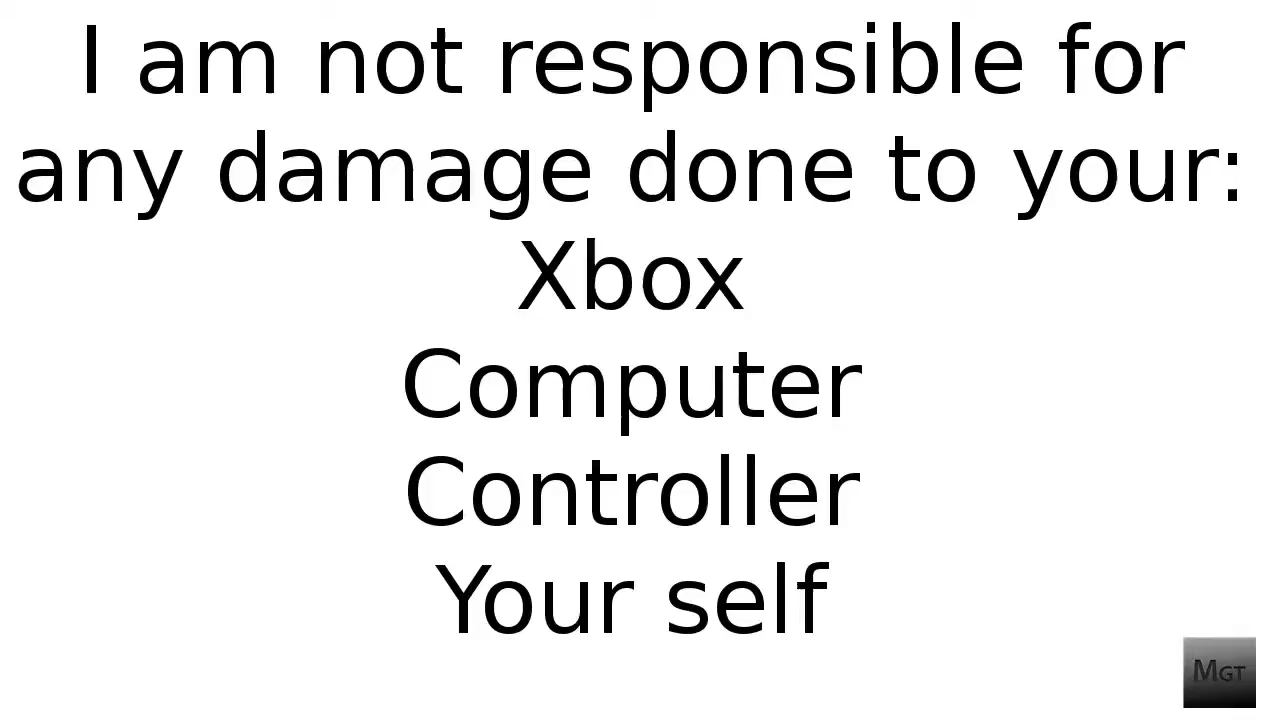 I am not responsible for
any damage done to your:
Xbox
Computer
Controller
Your self
MGT